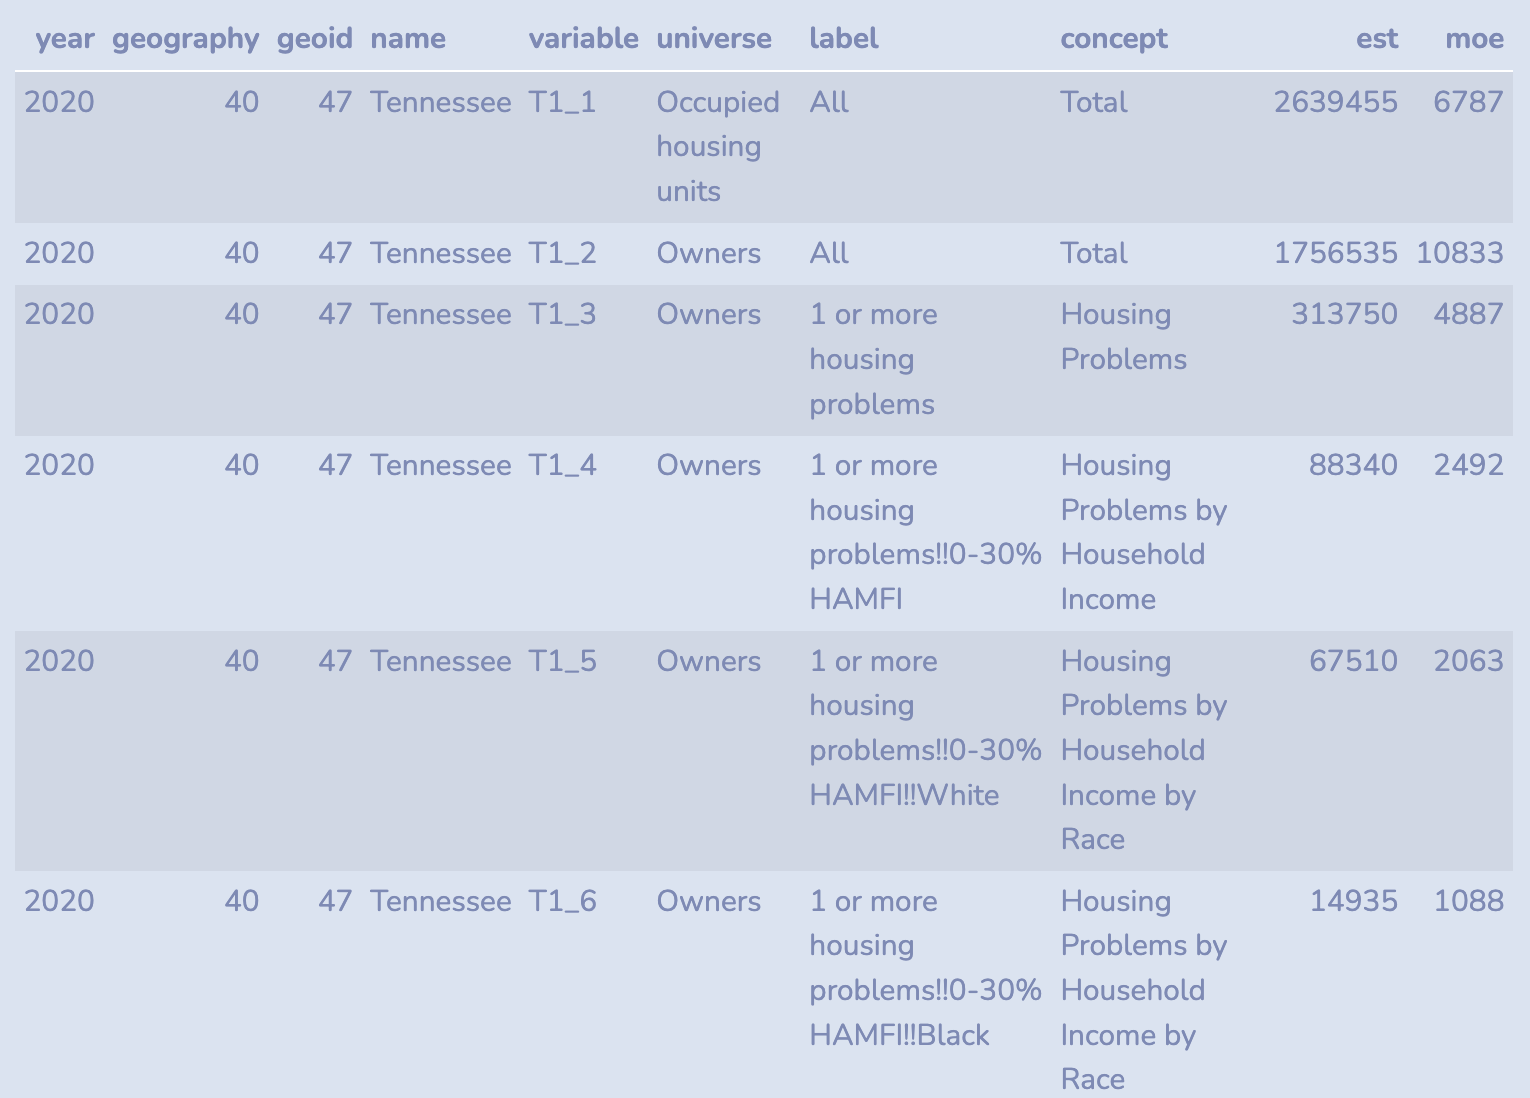 year geography geoid name variable universe label concept est moe
2020 40 47 Tennessee T1_1 Occupied All Total 2639455 6787
housing
units
2020 40 47 Tennessee T1_2 Owners All Total 1756535 10833
2020 40 47 Tennessee T1_3 Owners 1 or more Housing 313750 4887
housing Problems
problems
2020 40 47 Tennessee T1_4 Owners 1 or more Housing 88340 2492
housing Problems by
problems!!0-30% Household
HAMFI Income
2020 40 47 Tennessee T1_5 Owners 1 or more Housing 67510 2063
housing Problems by
problems!!0-30% Household
HAMFI!!White Income by
Race
2020 40 47 Tennessee T1_6 Owners 1 or more Housing 14935 1088
housing Problems by
problems!!0-30% Household
HAMFI!!Black Income by
Race